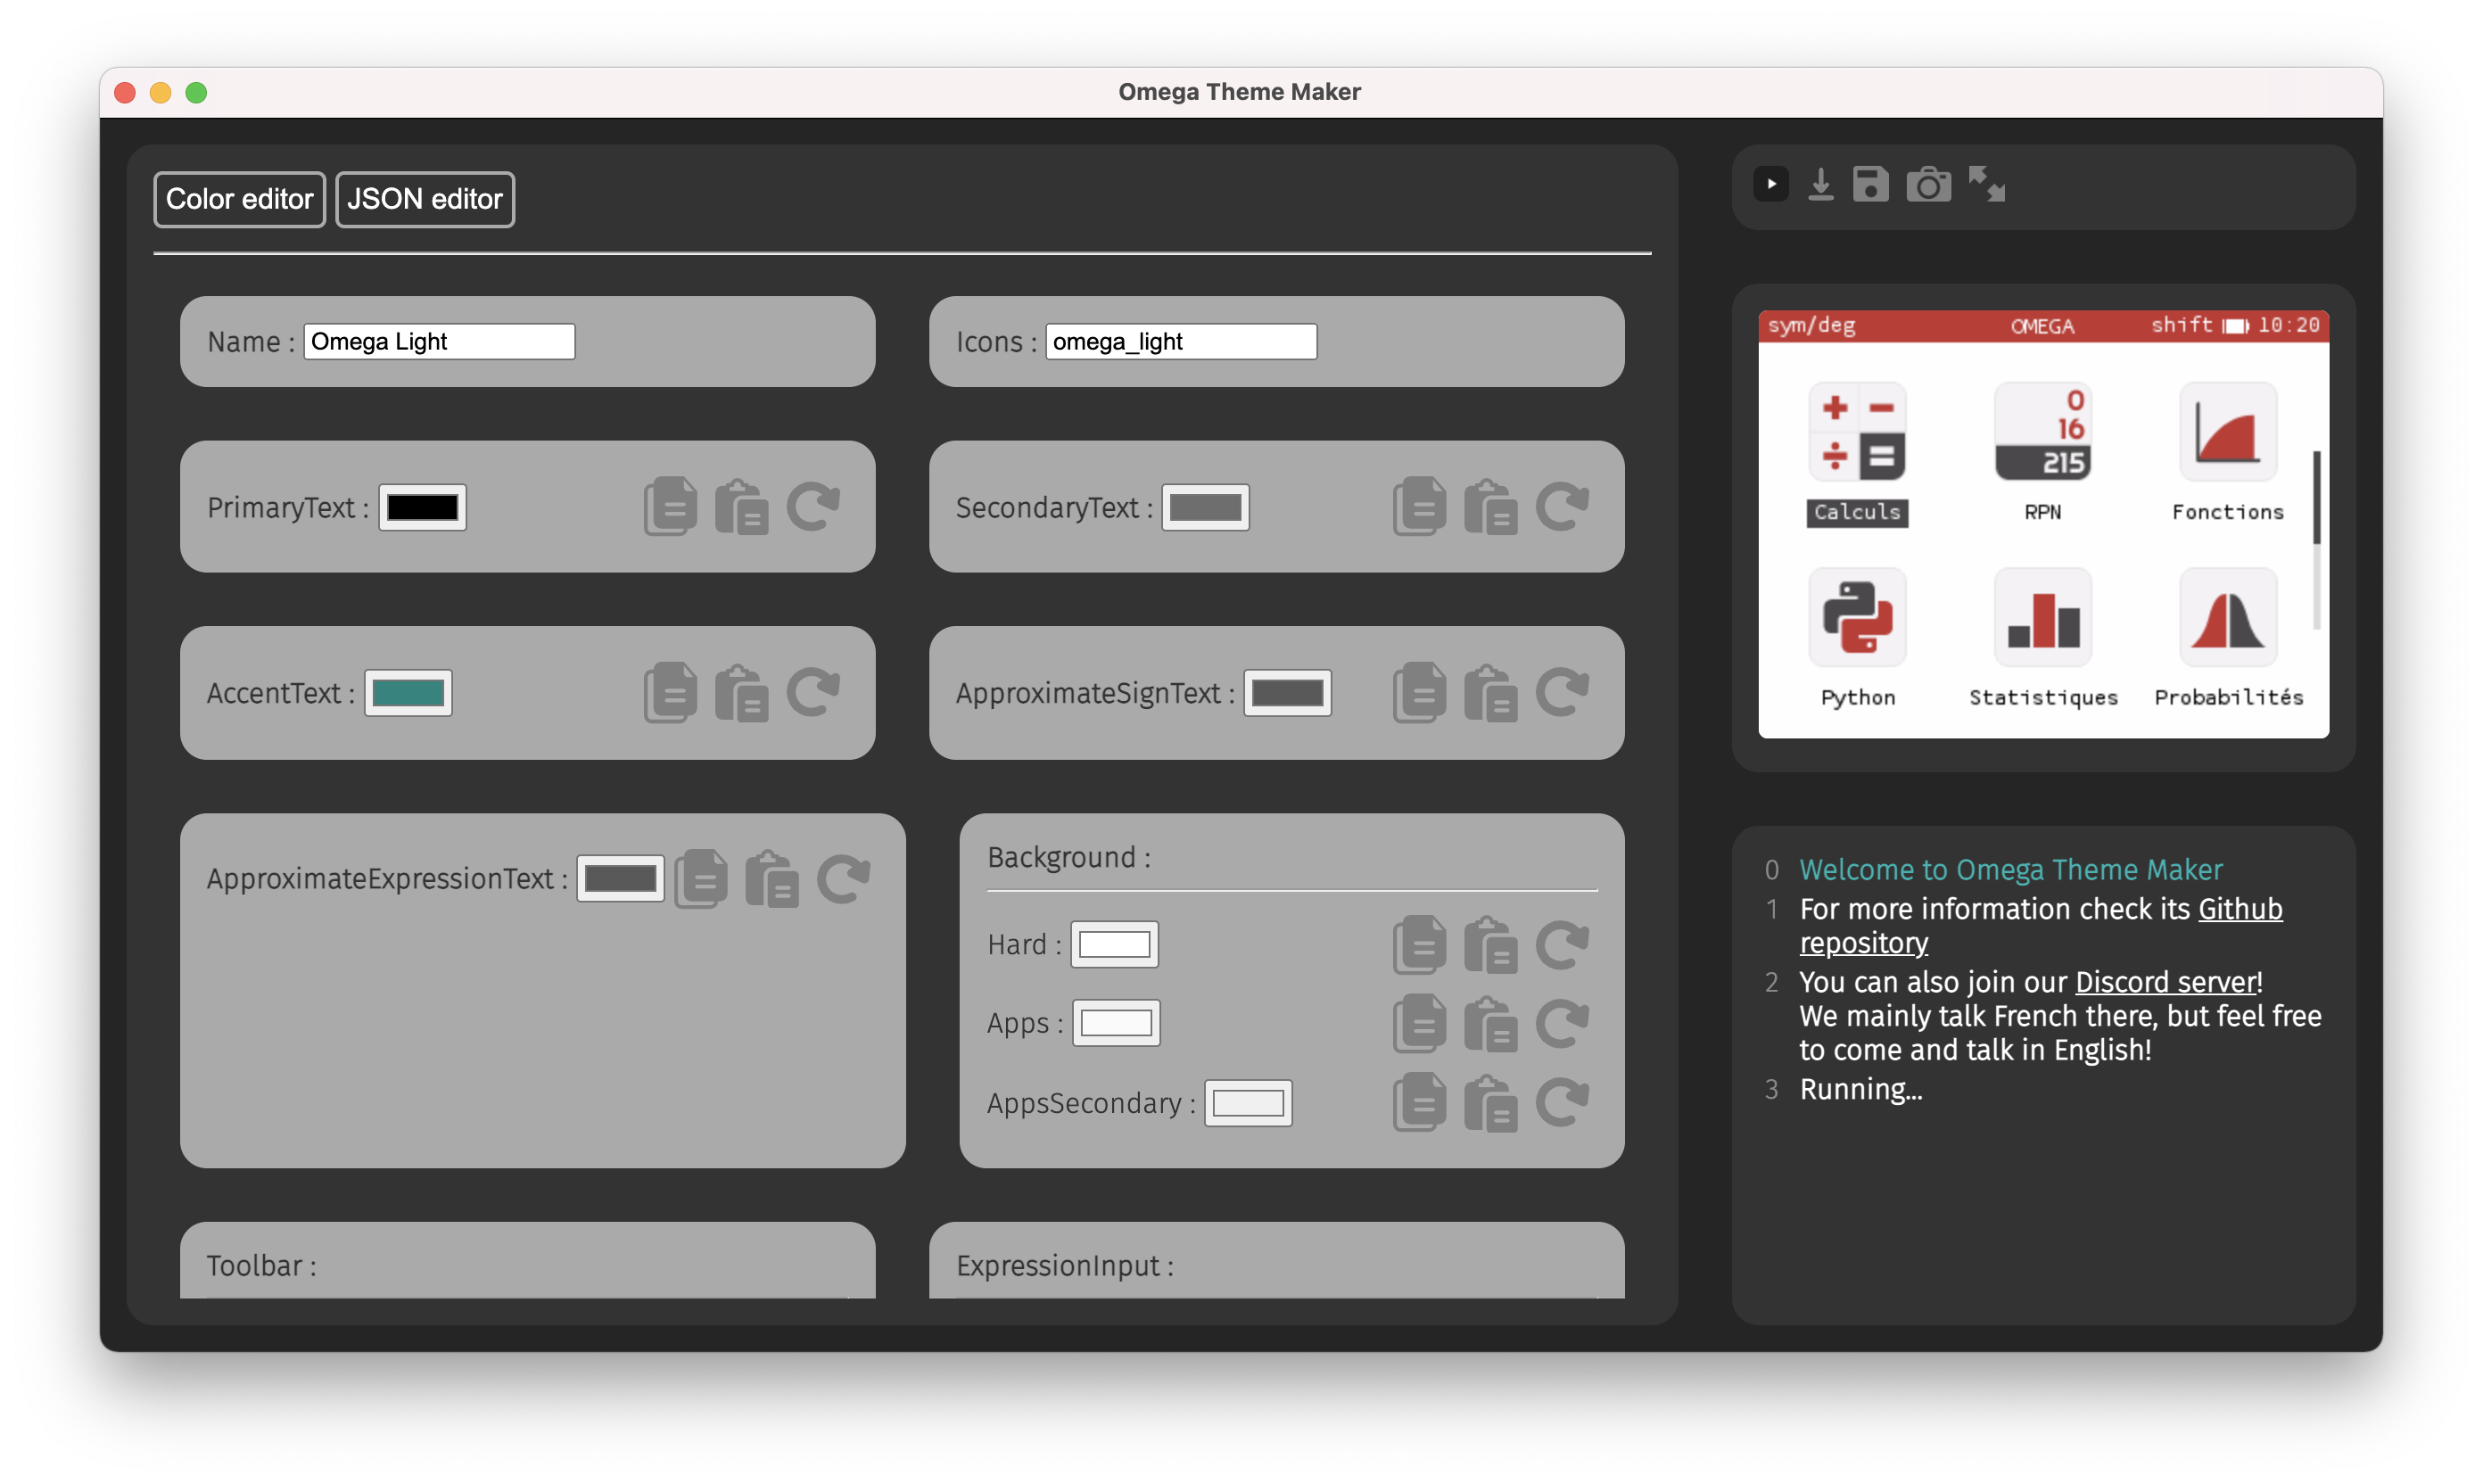 Omega Theme Maker
Color editor
JSON editor
Name : Omega Light
Icons : omega_light
PrimaryText :
SecondaryText :
AccentText :
ApproximateSignText :
ApproximateExpressionText :
Background :
Hard :
Apps :
AppsSecondary :
Toolbar :
ExpressionInput :
sym/deg OMEGA shift 10:20
0
16
215
Calculs RPN Fonctions
Python Statistiques Probabilités
0 Welcome to Omega Theme Maker
1 For more information check its Github
repository
2 You can also join our Discord server!
We mainly talk French there, but feel free
to come and talk in English!
3 Running...